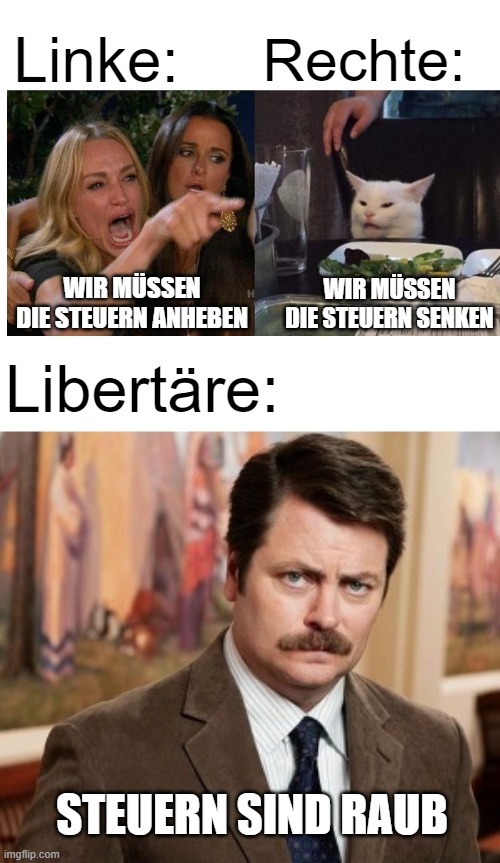 Linke:
Rechte:
WIR MÜSSEN
DIE STEUERN ANHEBEN
WIR MÜSSEN
DIE STEUERN SENKEN
Libertäre:
STEUERN SIND RAUB
imgflip.com